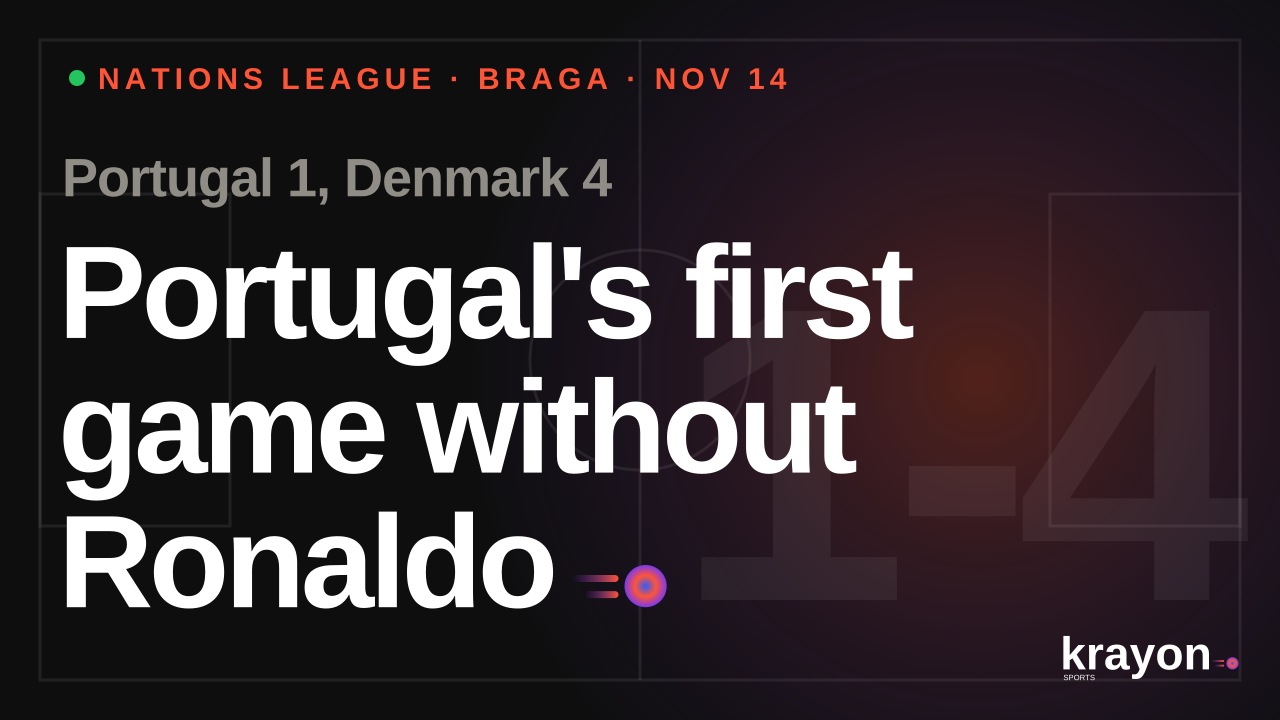 NATIONS LEAGUE · BRAGA · NOV 14
Portugal 1, Denmark 4
Portugal's first
game without
Ronaldo
1-4
krayon
SPORTS